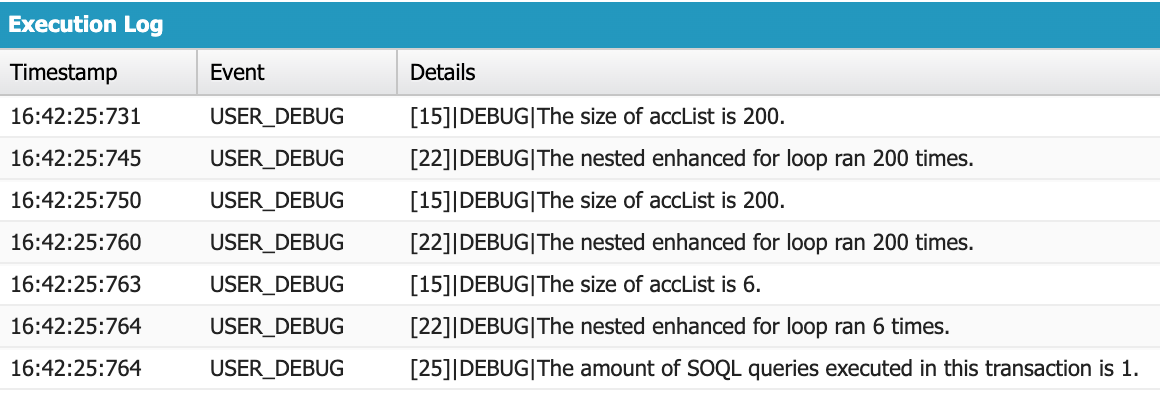 Execution Log
Timestamp Event Details
16:42:25:731 USER_DEBUG [15]|DEBUG|The size of accList is 200.
16:42:25:745 USER_DEBUG [22]|DEBUG|The nested enhanced for loop ran 200 times.
16:42:25:750 USER_DEBUG [15]|DEBUG|The size of accList is 200.
16:42:25:760 USER_DEBUG [22]|DEBUG|The nested enhanced for loop ran 200 times.
16:42:25:763 USER_DEBUG [15]|DEBUG|The size of accList is 6.
16:42:25:764 USER_DEBUG [22]|DEBUG|The nested enhanced for loop ran 6 times.
16:42:25:764 USER_DEBUG [25]|DEBUG|The amount of SOQL queries executed in this transaction is 1.